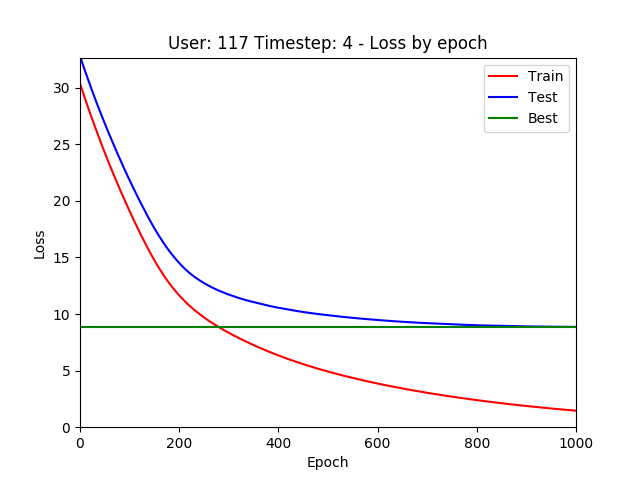 User: 117 Timestep: 4 - Loss by epoch
Train
Test
Best
Loss
30
25
20
15
10
5
0
0 200 400 600 800 1000
Epoch